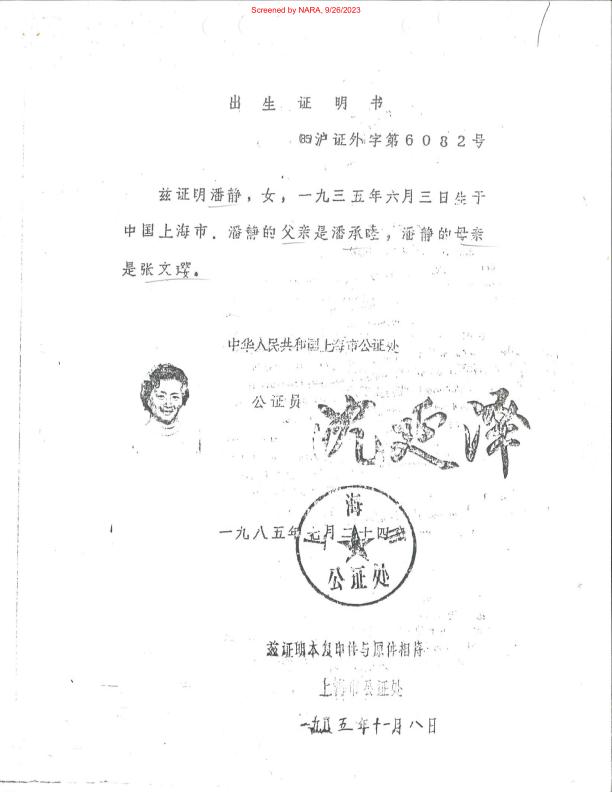 Screened by NARA, 9/26/2023
出生证明书
(85)沪证外字第6082号
兹证明潘静，女，一九三五年六月三日生于
中国上海市．潘静的父亲是潘承睦，潘静的母亲
是张文璎。
中华人民共和国上海市公证处
公证员
一九八五年七月二十四
上海市
公证处
兹证明本复印件与原件相符
上海市公证处
一九八五年十一月八日